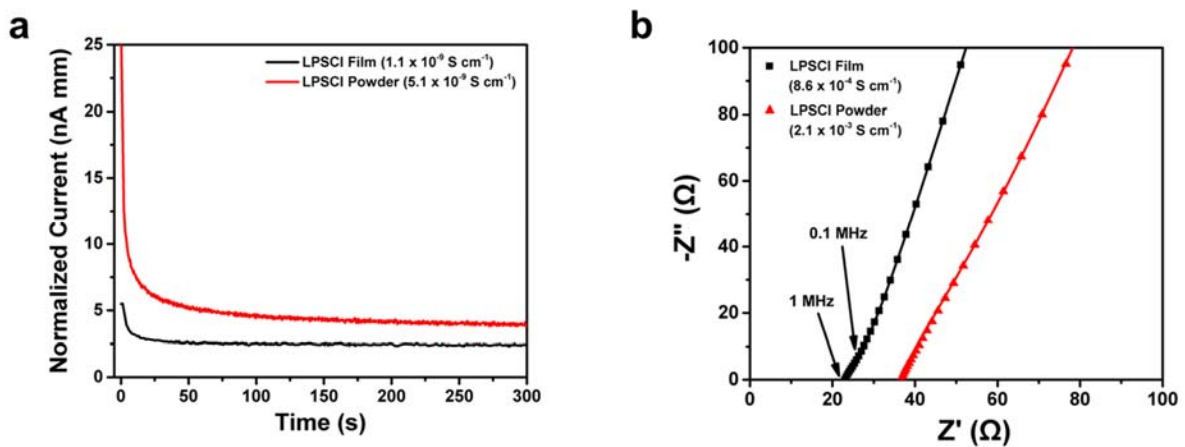 a
Normalized Current (nA mm)
25
20
15
10
5
0
LPSCl Film (1.1 x 10⁻⁹ S cm⁻¹)
LPSCl Powder (5.1 x 10⁻⁹ S cm⁻¹)
0 50 100 150 200 250 300
Time (s)
b
-Z'' (Ω)
100
80
60
40
20
0
LPSCl Film
(8.6 x 10⁻⁴ S cm⁻¹)
LPSCl Powder
(2.1 x 10⁻³ S cm⁻¹)
0.1 MHz
1 MHz
0 20 40 60 80 100
Z' (Ω)